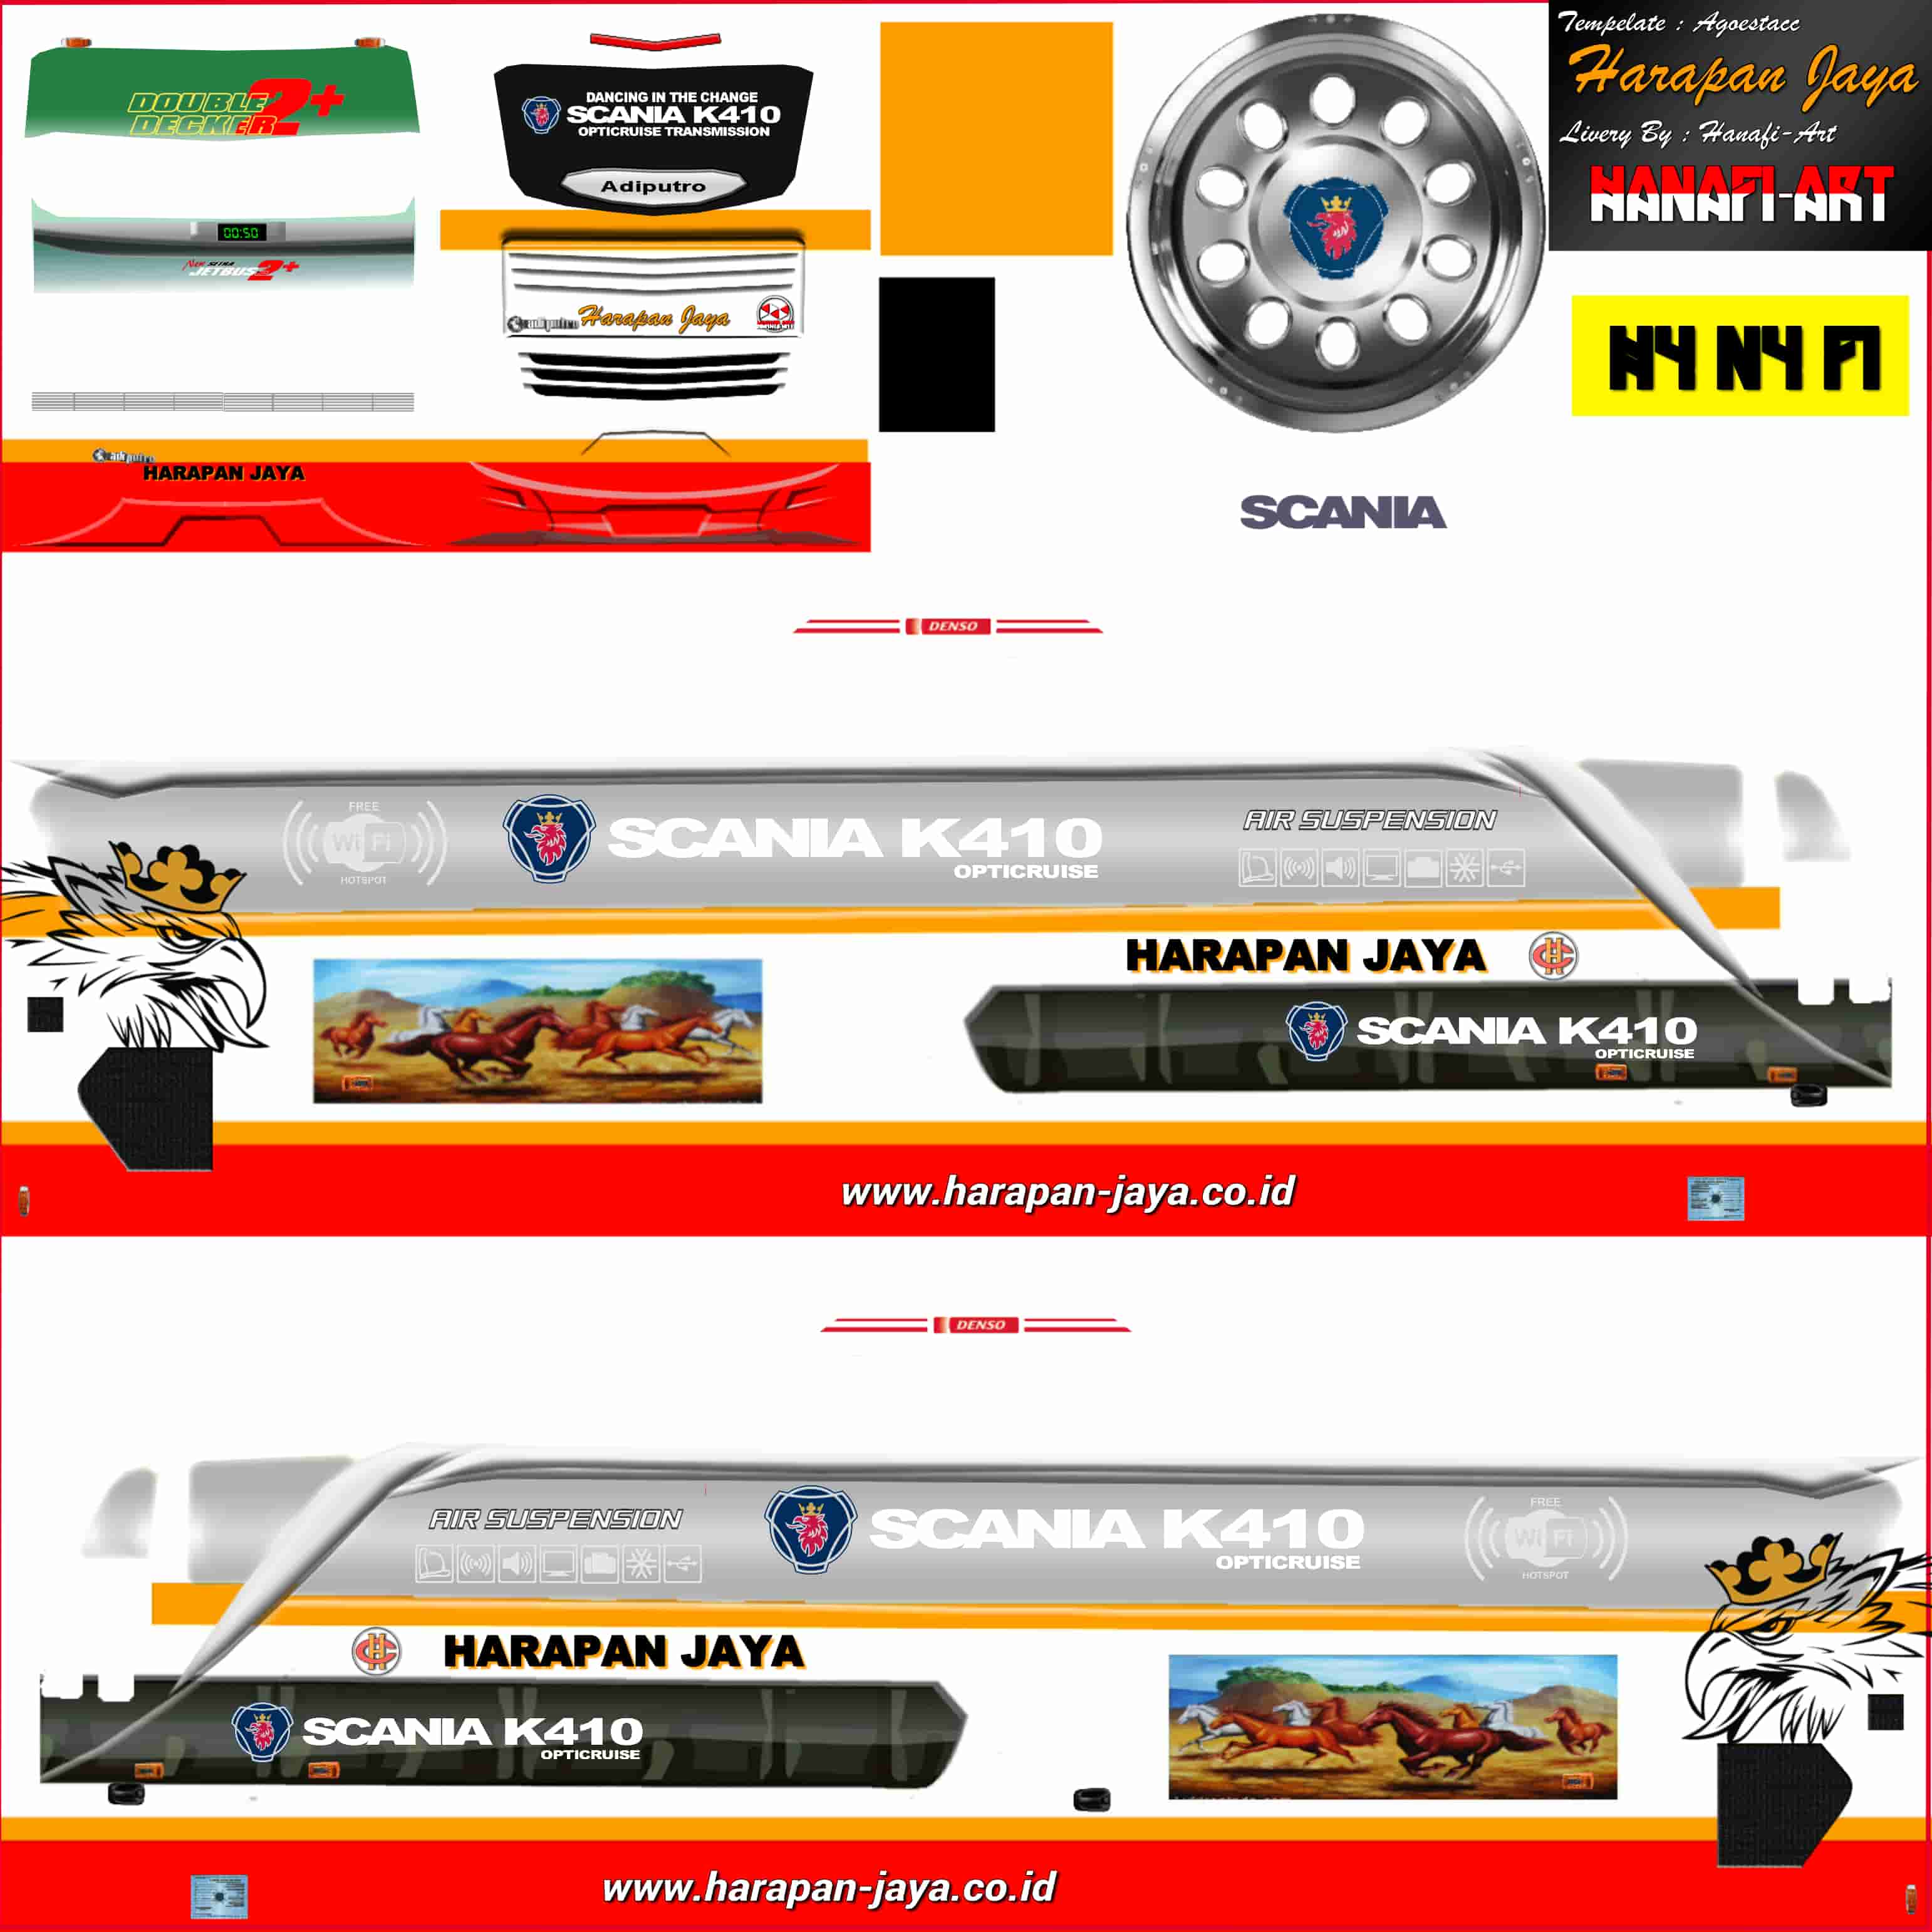 Tempelate : Agoestacc
Harapan Jaya
Livery By : Hanafi-Art
HANAFI-ART
DOUBLE
DECKER 2+
DANCING IN THE CHANGE
SCANIA K410
OPTICRUISE TRANSMISSION
Adiputro
00:50
New SETRA
JETBUS 2+
adiputro
Harapan Jaya
H4 N4 F1
adiputro
HARAPAN JAYA
SCANIA
DENSO
FREE
WiFi
HOTSPOT
SCANIA K410
OPTICRUISE
AIR SUSPENSION
HARAPAN JAYA
SCANIA K410
OPTICRUISE
www.harapan-jaya.co.id
DENSO
AIR SUSPENSION
SCANIA K410
OPTICRUISE
FREE
WiFi
HOTSPOT
HARAPAN JAYA
SCANIA K410
OPTICRUISE
www.harapan-jaya.co.id